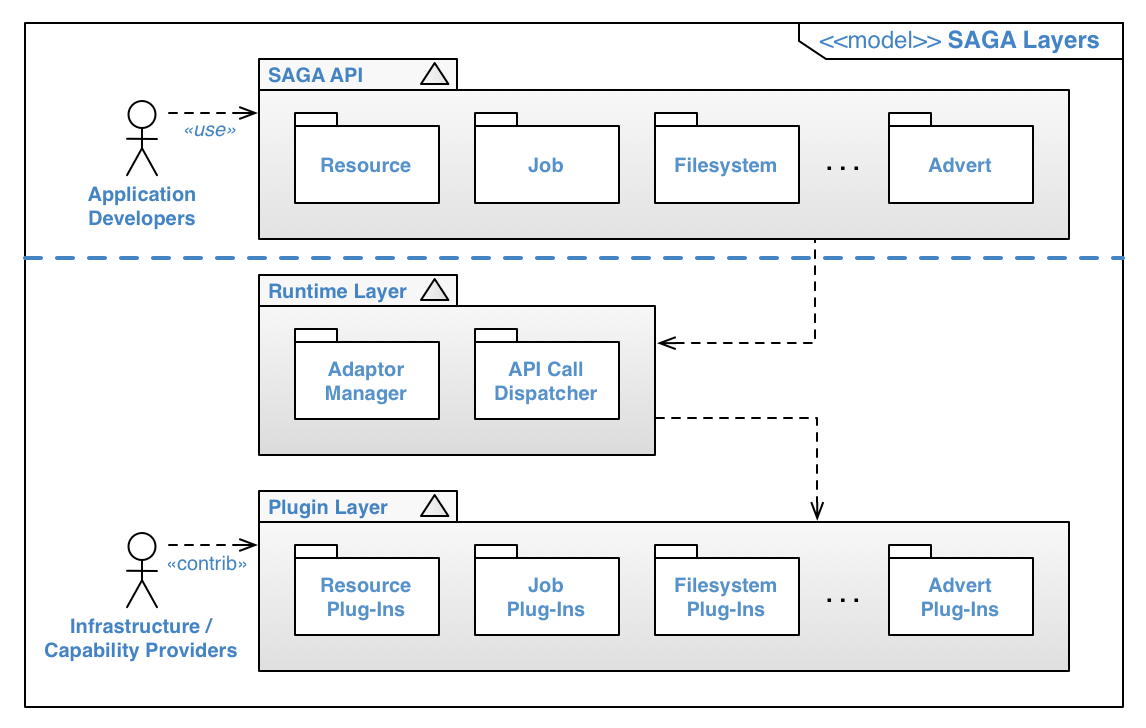 <<model>> SAGA Layers
SAGA API
«use»
Application
Developers
Resource
Job
Filesystem
. . .
Advert
Runtime Layer
Adaptor
Manager
API Call
Dispatcher
Plugin Layer
«contrib»
Infrastructure /
Capability Providers
Resource
Plug-Ins
Job
Plug-Ins
Filesystem
Plug-Ins
. . .
Advert
Plug-Ins